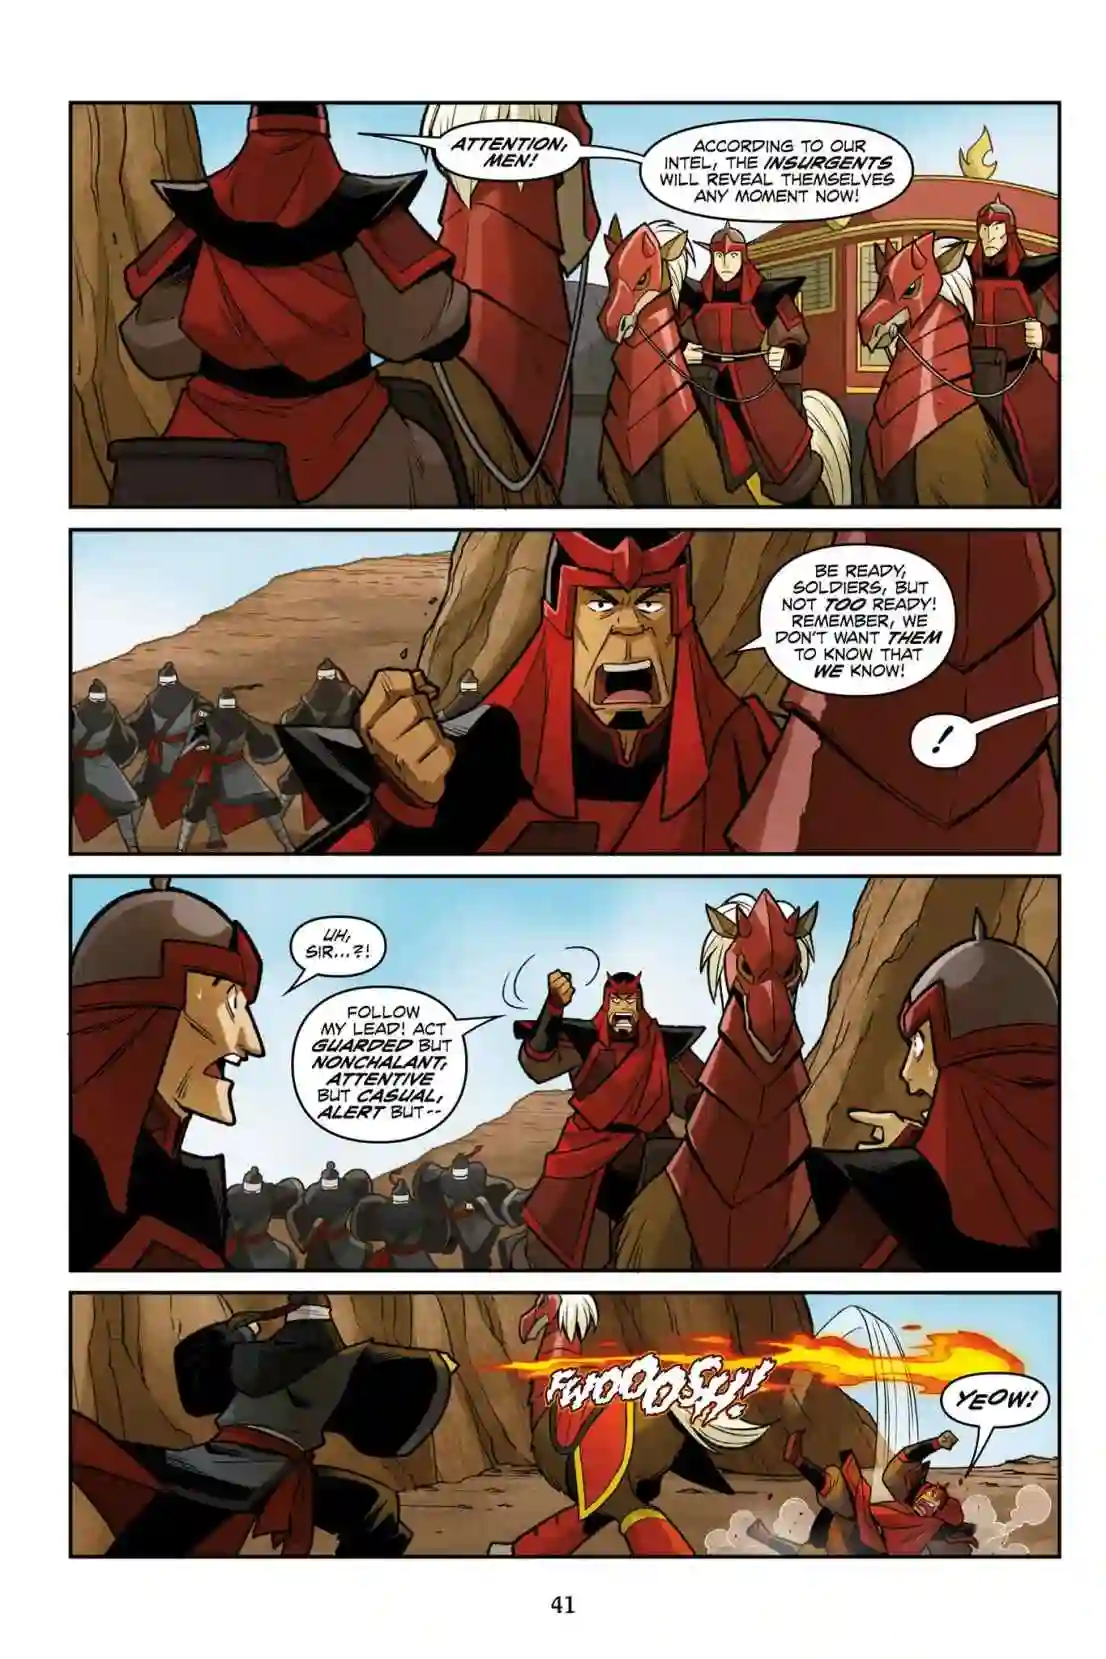 ATTENTION,
MEN!
ACCORDING TO OUR
INTEL, THE INSURGENTS
WILL REVEAL THEMSELVES
ANY MOMENT NOW!
BE READY,
SOLDIERS, BUT
NOT TOO READY!
REMEMBER, WE
DON'T WANT THEM
TO KNOW THAT
WE KNOW!
!
UH,
SIR...?!
FOLLOW
MY LEAD! ACT
GUARDED BUT
NONCHALANT,
ATTENTIVE
BUT CASUAL,
ALERT BUT--
FWOOOSH!
YEOW!
41